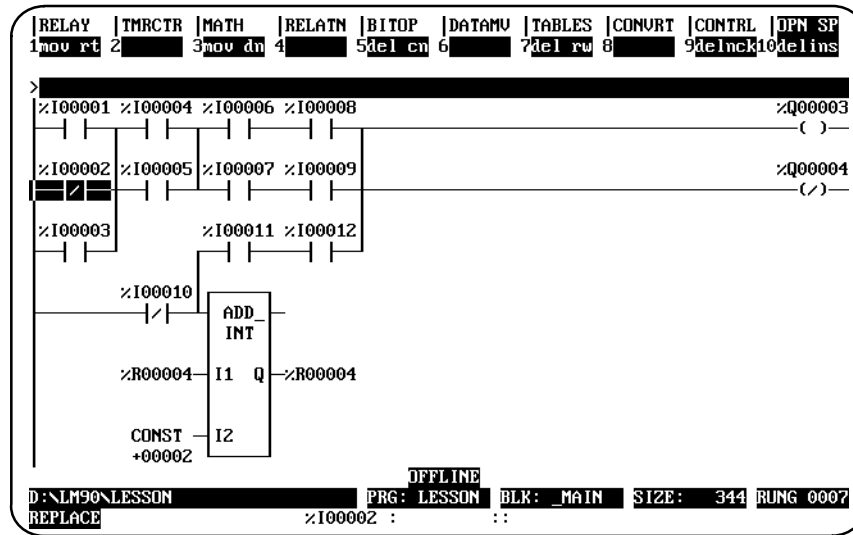 |RELAY |TMRCTR |MATH |RELATN |BITOP |DATAMV |TABLES |CONVRT |CONTRL |OPN SP
1mov rt 2 3mov dn 4 5del cn 6 7del rw 8 9delnck10delins
>
%I00001 %I00004 %I00006 %I00008 %Q00003
%I00002 %I00005 %I00007 %I00009 %Q00004
%I00003 %I00011 %I00012
%I00010
ADD_
INT
%R00004 I1 Q %R00004
CONST I2
+00002
OFFLINE
D:\LM90\LESSON PRG: LESSON BLK: _MAIN SIZE: 344 RUNG 0007
REPLACE %I00002 : ::